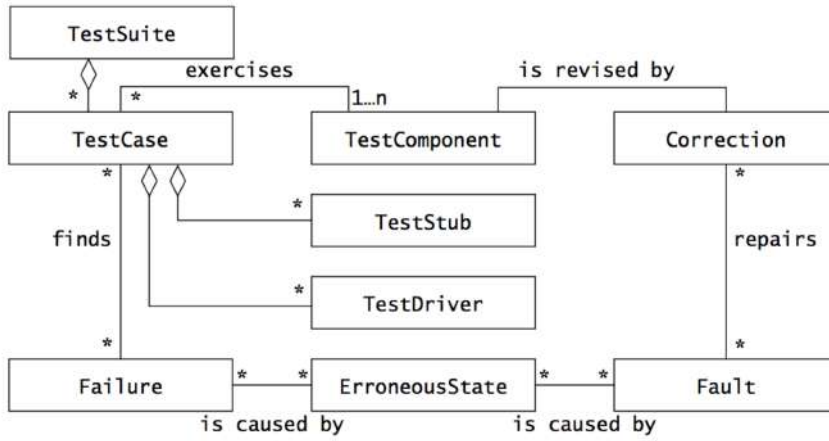 TestSuite
exercises
is revised by
*
*
1…n
TestCase
TestComponent
Correction
*
*
*
TestStub
finds
repairs
*
TestDriver
*
*
Failure
*
*
ErroneousState
*
*
Fault
is caused by
is caused by